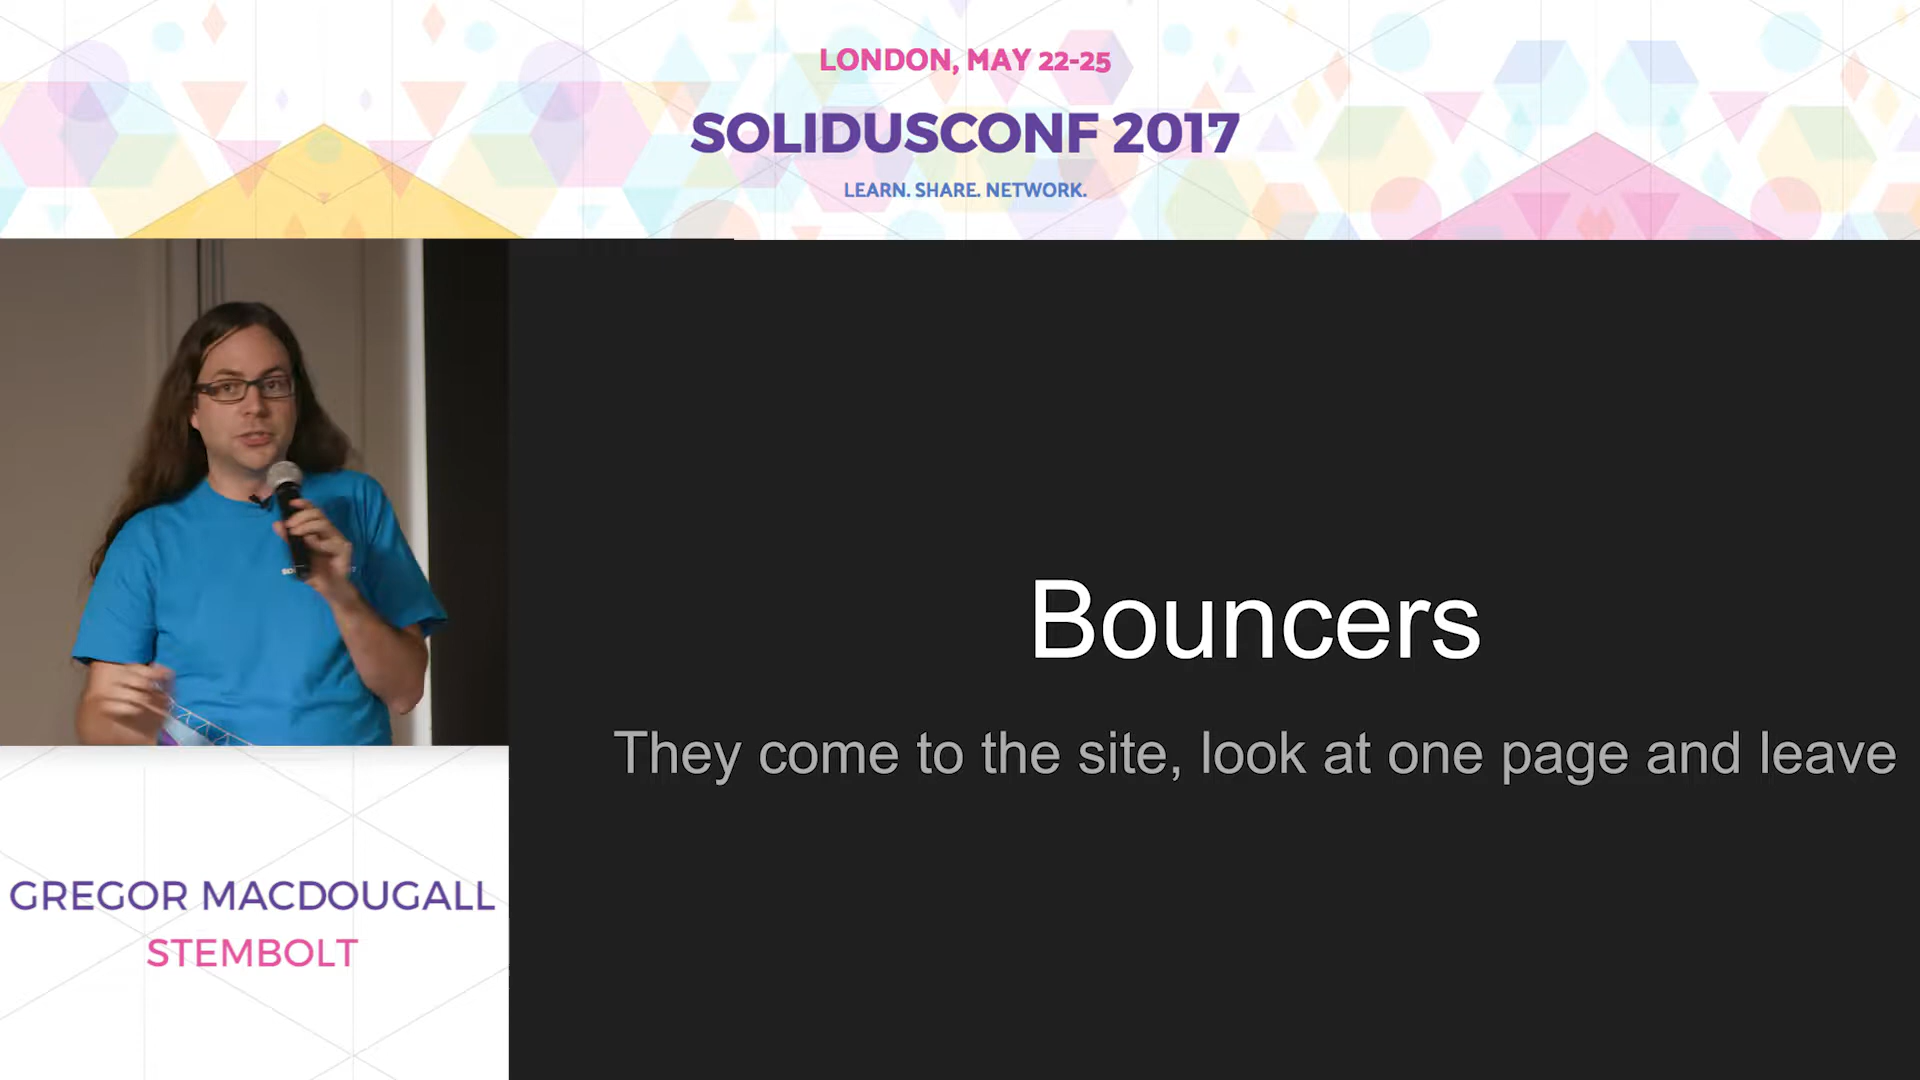 LONDON, MAY 22-25
SOLIDUSCONF 2017
LEARN. SHARE. NETWORK.
Bouncers
They come to the site, look at one page and leave
GREGOR MACDOUGALL
STEMBOLT